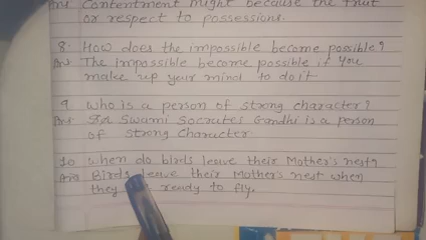 Ans Contentment might because the fruit
or respect to possessions.
8. How does the impossible become possible?
Ans The impossible become possible if you
make up your mind to do it
9. who is a person of strong character?
Ans Swami Socrates Gandhi is a person
of strong Character
10 when do birds leave their Mother's nest?
Ans Birds leave their Mother's nest when
they ready to fly.